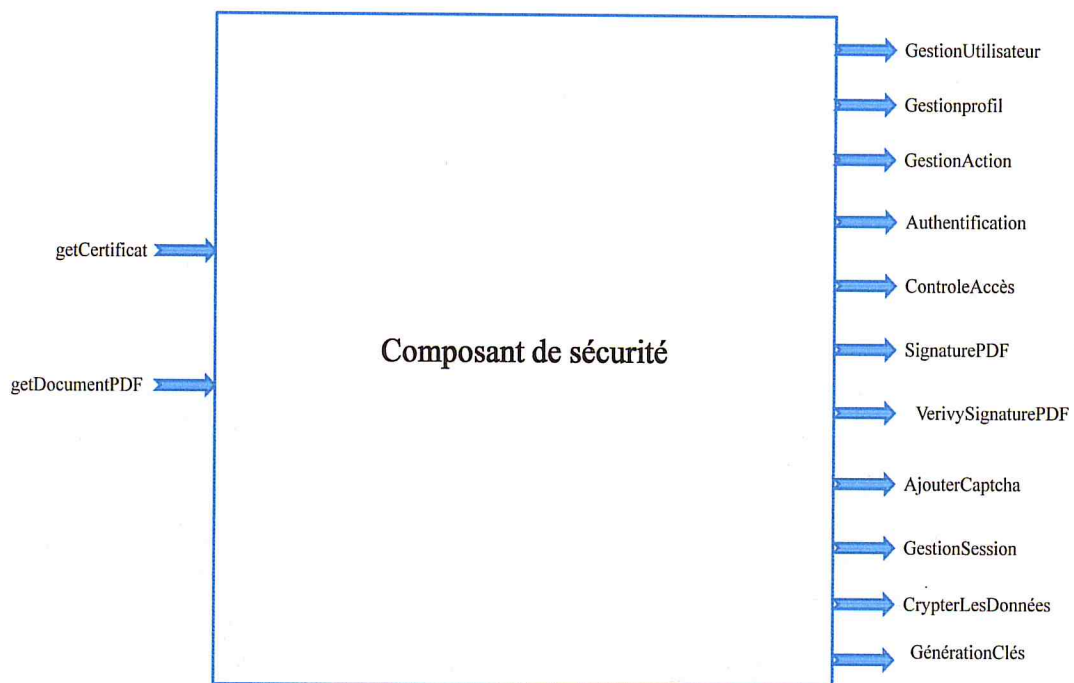 GestionUtilisateur
Gestionprofil
GestionAction
Authentification
getCertificat
ControleAccès
Composant de sécurité
SignaturePDF
getDocumentPDF
VerivySignaturePDF
AjouterCaptcha
GestionSession
CrypterLesDonnées
GénérationClés